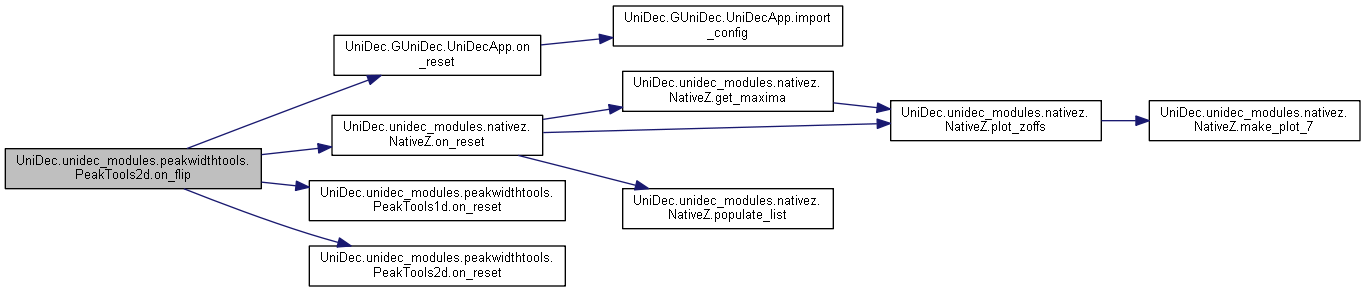 UniDec.unidec_modules.peakwidthtools.
PeakTools2d.on_flip
UniDec.GUniDec.UniDecApp.on
_reset
UniDec.GUniDec.UniDecApp.import
_config
UniDec.unidec_modules.nativez.
NativeZ.on_reset
UniDec.unidec_modules.nativez.
NativeZ.get_maxima
UniDec.unidec_modules.nativez.
NativeZ.plot_zoffs
UniDec.unidec_modules.nativez.
NativeZ.make_plot_7
UniDec.unidec_modules.nativez.
NativeZ.populate_list
UniDec.unidec_modules.peakwidthtools.
PeakTools1d.on_reset
UniDec.unidec_modules.peakwidthtools.
PeakTools2d.on_reset